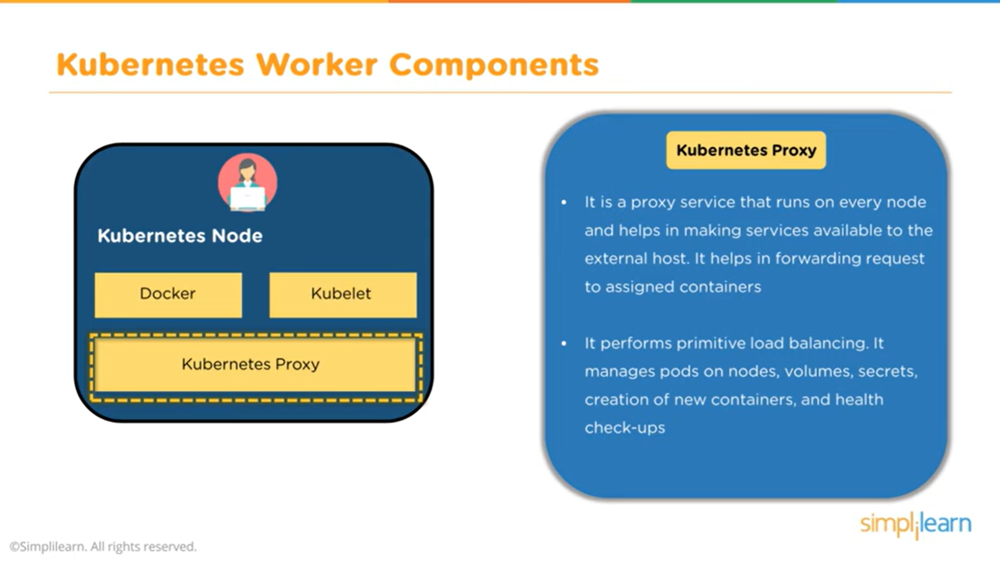 Kubernetes Worker Components
Kubernetes Node
Docker
Kubelet
Kubernetes Proxy
Kubernetes Proxy
• It is a proxy service that runs on every node
and helps in making services available to the
external host. It helps in forwarding request
to assigned containers
• It performs primitive load balancing. It
manages pods on nodes, volumes, secrets,
creation of new containers, and health
check-ups
simplilearn
©Simplilearn. All rights reserved.